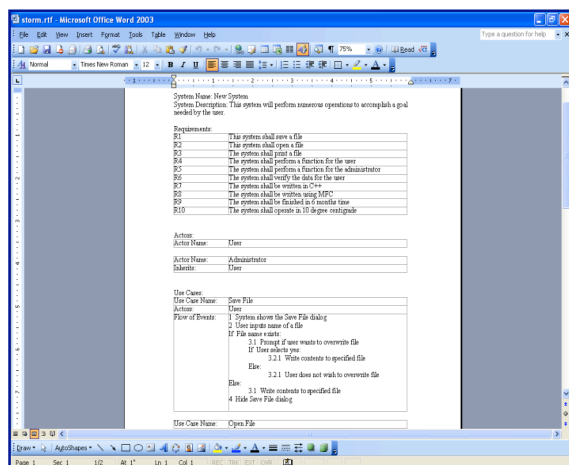 storm.rtf - Microsoft Office Word 2003
File Edit View Insert Format Tools Table Window Help Type a question for help
75% Read
Normal Times New Roman 12 B I U
System Name: New System
System Description: This system will perform numerous operations to accomplish a goal
needed by the user.
Requirements:
R1 This system shall save a file
R2 This system shall open a file
R3 The system shall print a file
R4 The system shall perform a function for the user
R5 The system shall perform a function for the administrator
R6 The system shall verify the data for the user
R7 The system shall be written in C++
R8 The system shall be written using MFC
R9 The system shall be finished in 6 months time
R10 The system shall operate in 10 degree centigrade
Actors:
Actor Name: User
Actor Name: Administrator
Inherits: User
Use Cases:
Use Case Name: Save File
Actors: User
Flow of Events: 1 System shows the Save File dialog
2 User inputs name of a file
If File name exists:
3.1 Prompt if user wants to overwrite file
If User selects yes:
3.2.1 Write contents to specified file
Else:
3.2.1 User does not wish to overwrite file
Else:
3.1 Write contents to specified file
4 Hide Save File dialog
Use Case Name: Open File
Draw AutoShapes
Page 1 Sec 1 1/2 At 1" Ln 1 Col 1 REC TRK EXT OVR